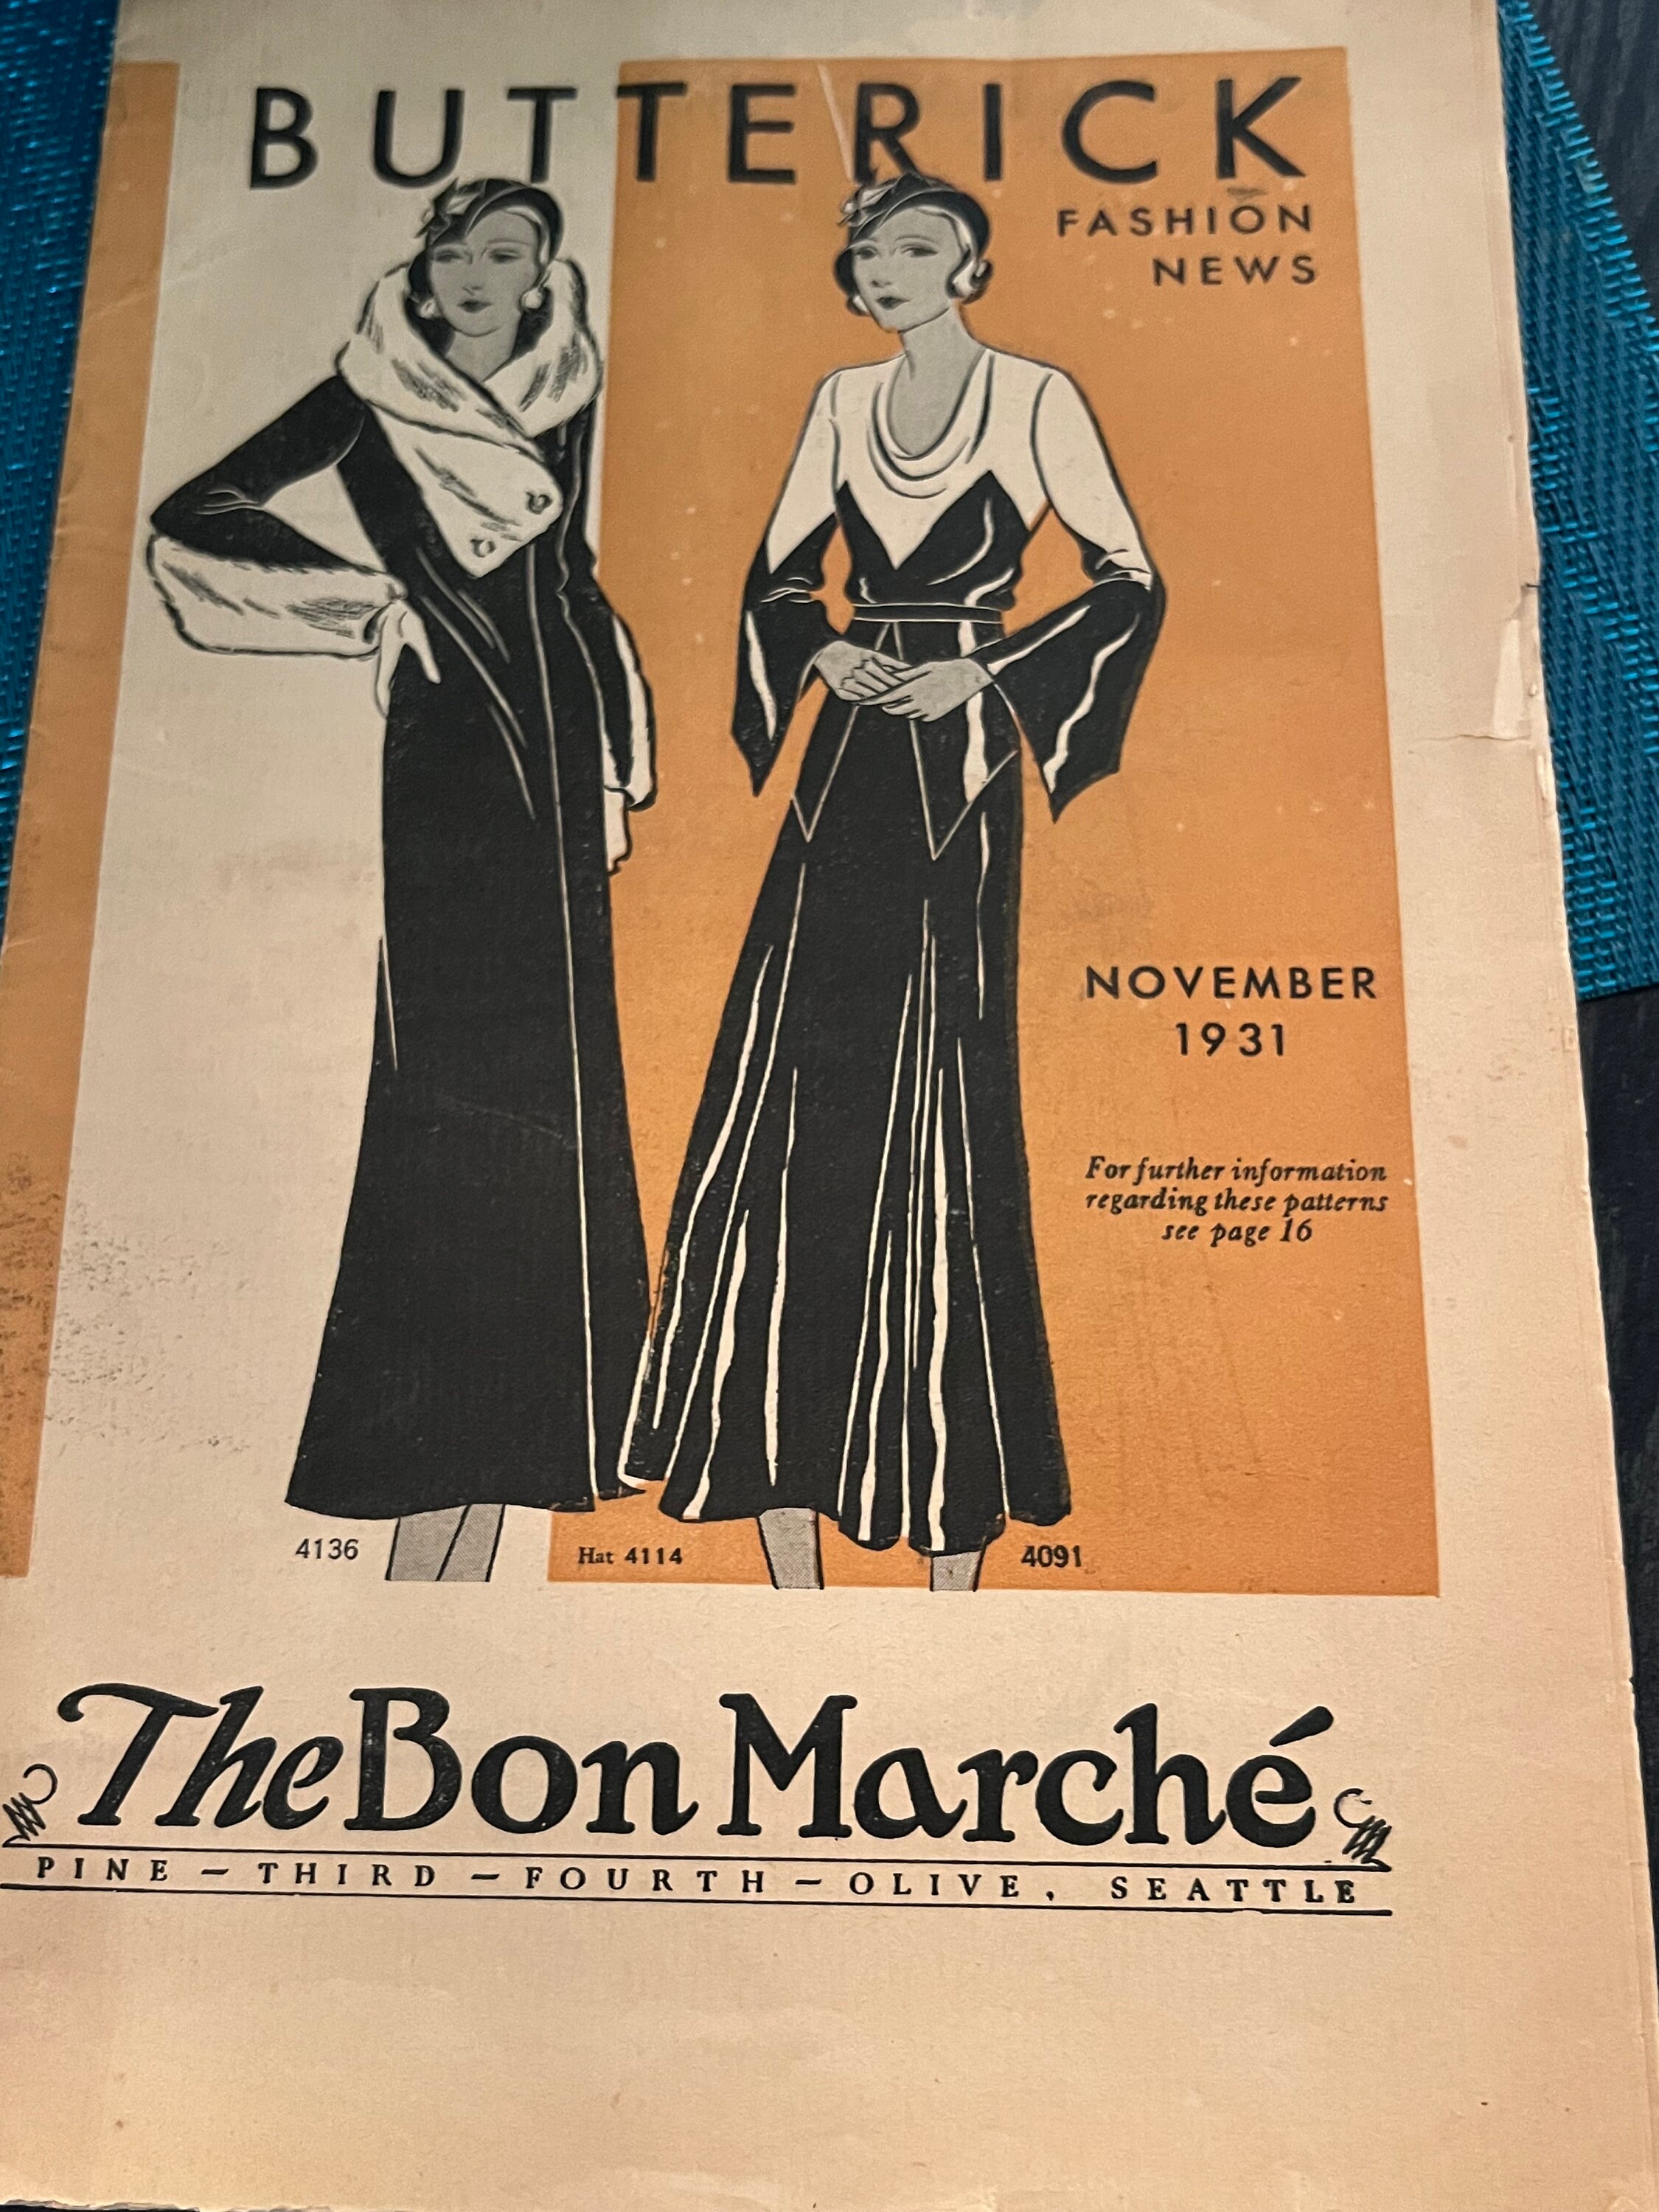 BUTTERICK
FASHION
NEWS
NOVEMBER
1931
For further information
regarding these patterns
see page 16
4136
Hat 4114
4091
The Bon Marché
PINE — THIRD — FOURTH — OLIVE, SEATTLE